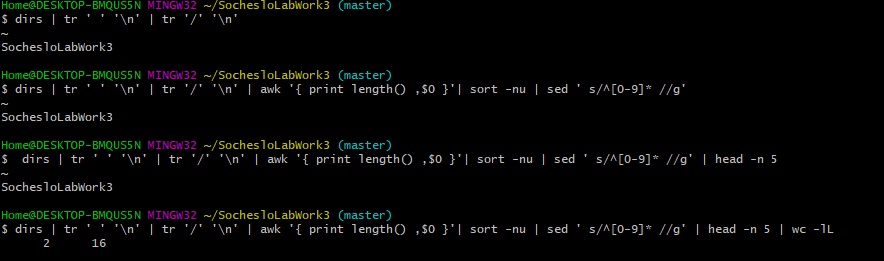 Home@DESKTOP-BMQUS5N MINGW32 ~/SochesloLabWork3 (master)
$ dirs | tr ' ' '\n' | tr '/' '\n'
~
SochesloLabWork3
Home@DESKTOP-BMQUS5N MINGW32 ~/SochesloLabWork3 (master)
$ dirs | tr ' ' '\n' | tr '/' '\n' | awk '{ print length() ,$0 }'| sort -nu | sed ' s/^[0-9]* //g'
~
SochesloLabWork3
Home@DESKTOP-BMQUS5N MINGW32 ~/SochesloLabWork3 (master)
$  dirs | tr ' ' '\n' | tr '/' '\n' | awk '{ print length() ,$0 }'| sort -nu | sed ' s/^[0-9]* //g' | head -n 5
~
SochesloLabWork3
Home@DESKTOP-BMQUS5N MINGW32 ~/SochesloLabWork3 (master)
$ dirs | tr ' ' '\n' | tr '/' '\n' | awk '{ print length() ,$0 }'| sort -nu | sed ' s/^[0-9]* //g' | head -n 5 | wc -lL
      2      16